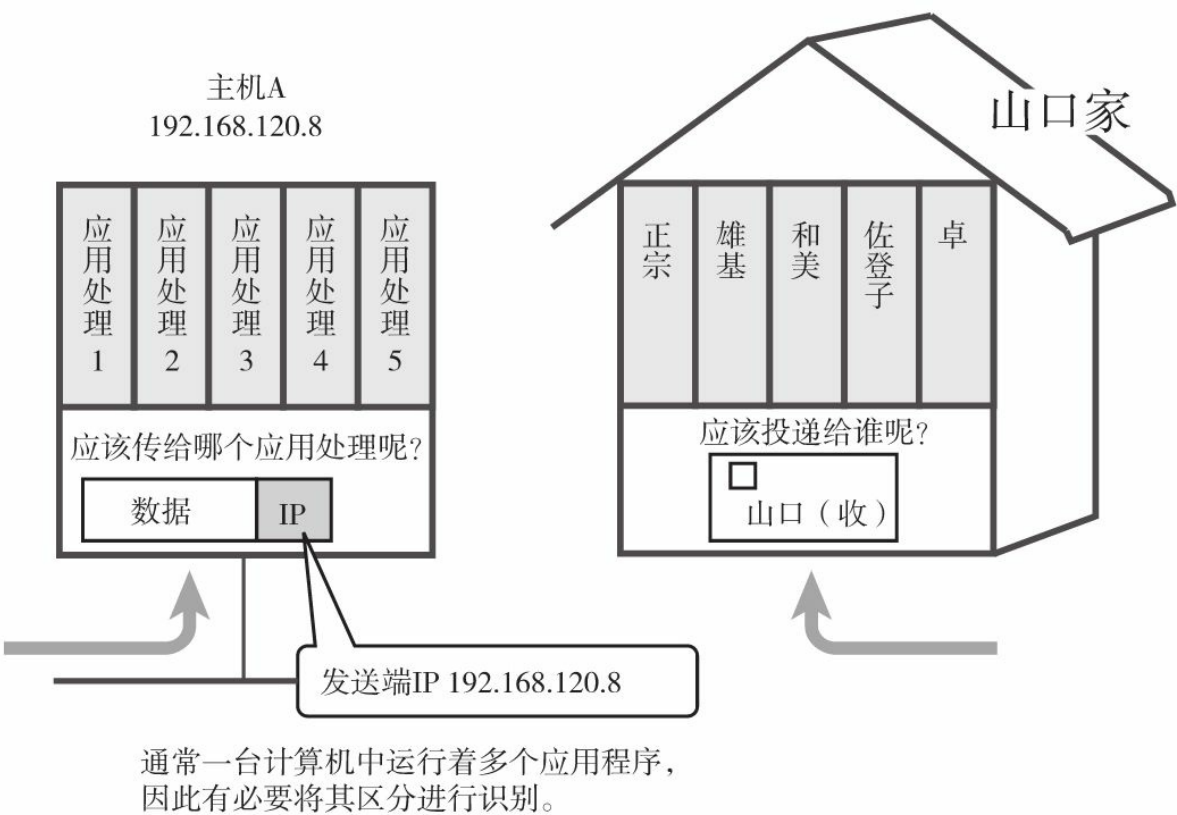 主机A
192.168.120.8
应用处理1
应用处理2
应用处理3
应用处理4
应用处理5
应该传给哪个应用处理呢?
数据
IP
发送端IP 192.168.120.8
通常一台计算机中运行着多个应用程序，
因此有必要将其区分进行识别。
山口家
正宗
雄基
和美
佐登子
卓
应该投递给谁呢?
山口（收）